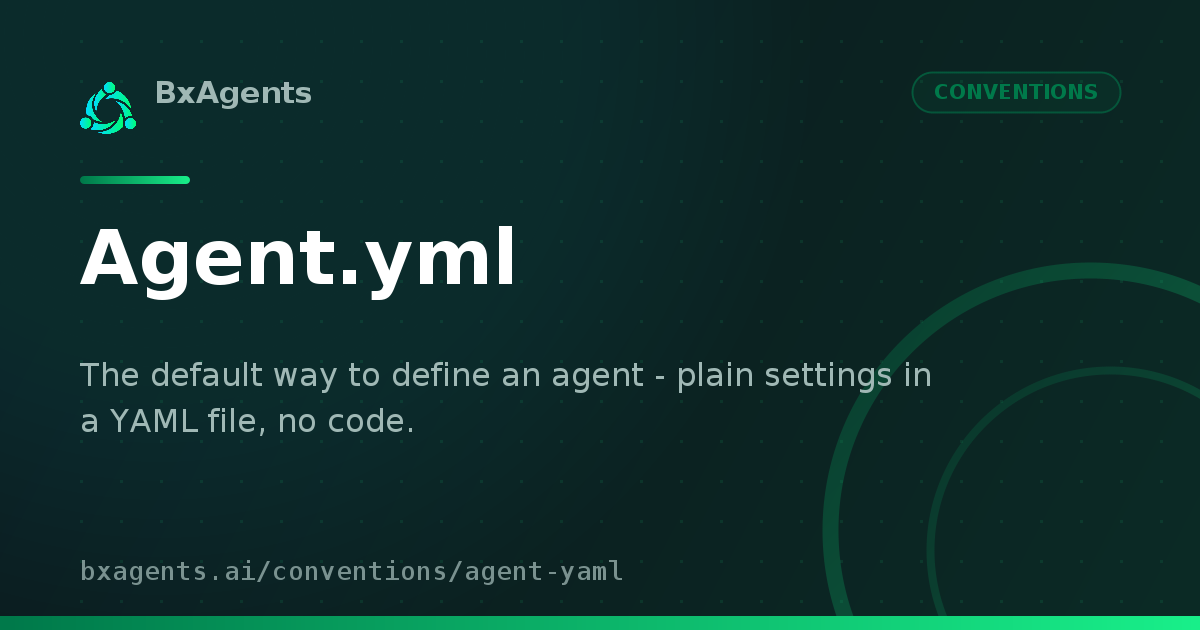 BxAgents
CONVENTIONS
Agent.yml
The default way to define an agent - plain settings in
a YAML file, no code.
bxagents.ai/conventions/agent-yaml